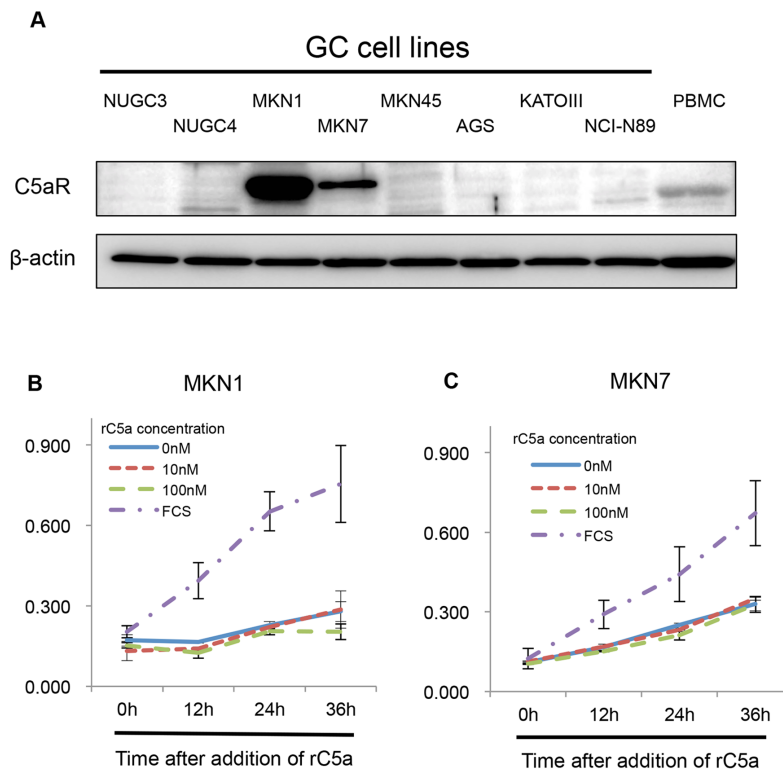 A
GC cell lines
NUGC3 MKN1 MKN45 KATOIII PBMC
NUGC4 MKN7 AGS NCI-N89
C5aR
β-actin
B MKN1
rC5a concentration
0nM
10nM
100nM
FCS
0.900
0.600
0.300
0.000
0h 12h 24h 36h
Time after addition of rC5a
C MKN7
rC5a concentration
0nM
10nM
100nM
FCS
0.900
0.600
0.300
0.000
0h 12h 24h 36h
Time after addition of rC5a